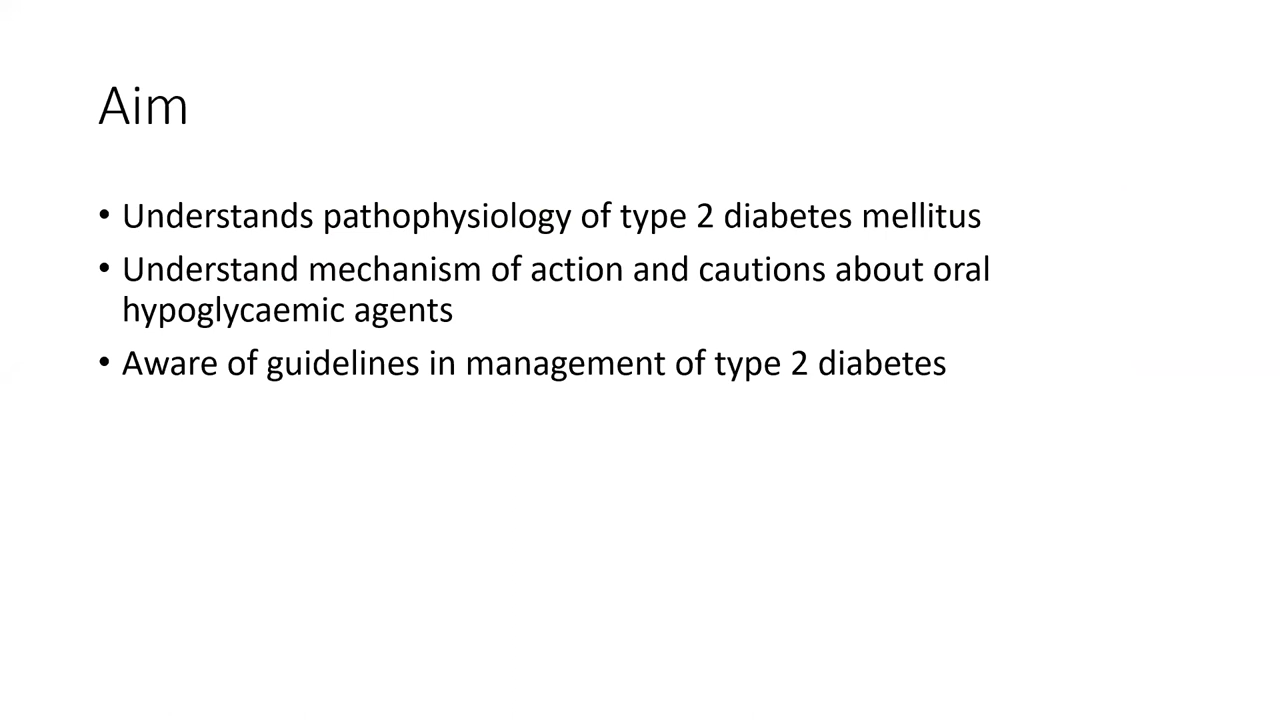 Aim
• Understands pathophysiology of type 2 diabetes mellitus
• Understand mechanism of action and cautions about oral
hypoglycaemic agents
• Aware of guidelines in management of type 2 diabetes